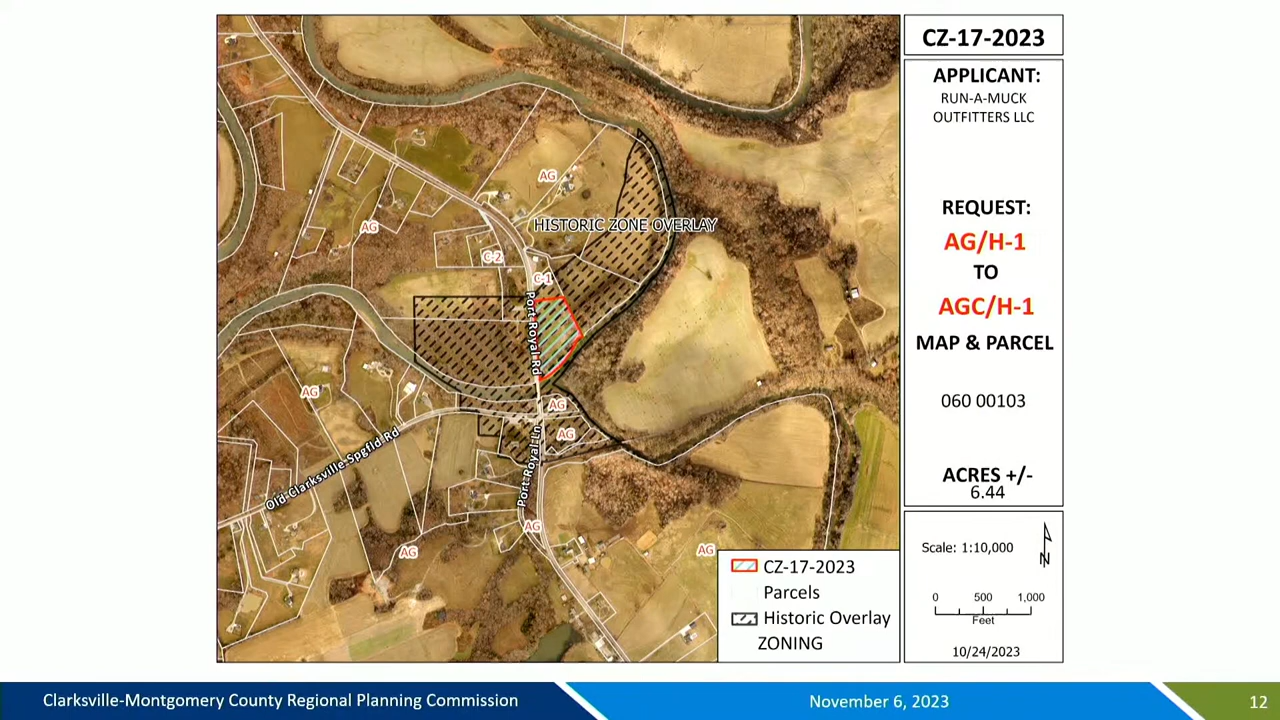 CZ-17-2023
APPLICANT:
RUN-A-MUCK
OUTFITTERS LLC
REQUEST:
AG/H-1
TO
AGC/H-1
MAP & PARCEL
060 00103
ACRES +/-
6.44
Scale: 1:10,000
N
0 500 1,000
Feet
10/24/2023
AG
HISTORIC ZONE OVERLAY
AG
C-2
C-1
Port Royal Rd
AG
AG
AG
Old Clarksville-Spgfld Rd
Port Royal Ln
AG
AG
AG
CZ-17-2023
Parcels
Historic Overlay
ZONING
Clarksville-Montgomery County Regional Planning Commission
November 6, 2023
12